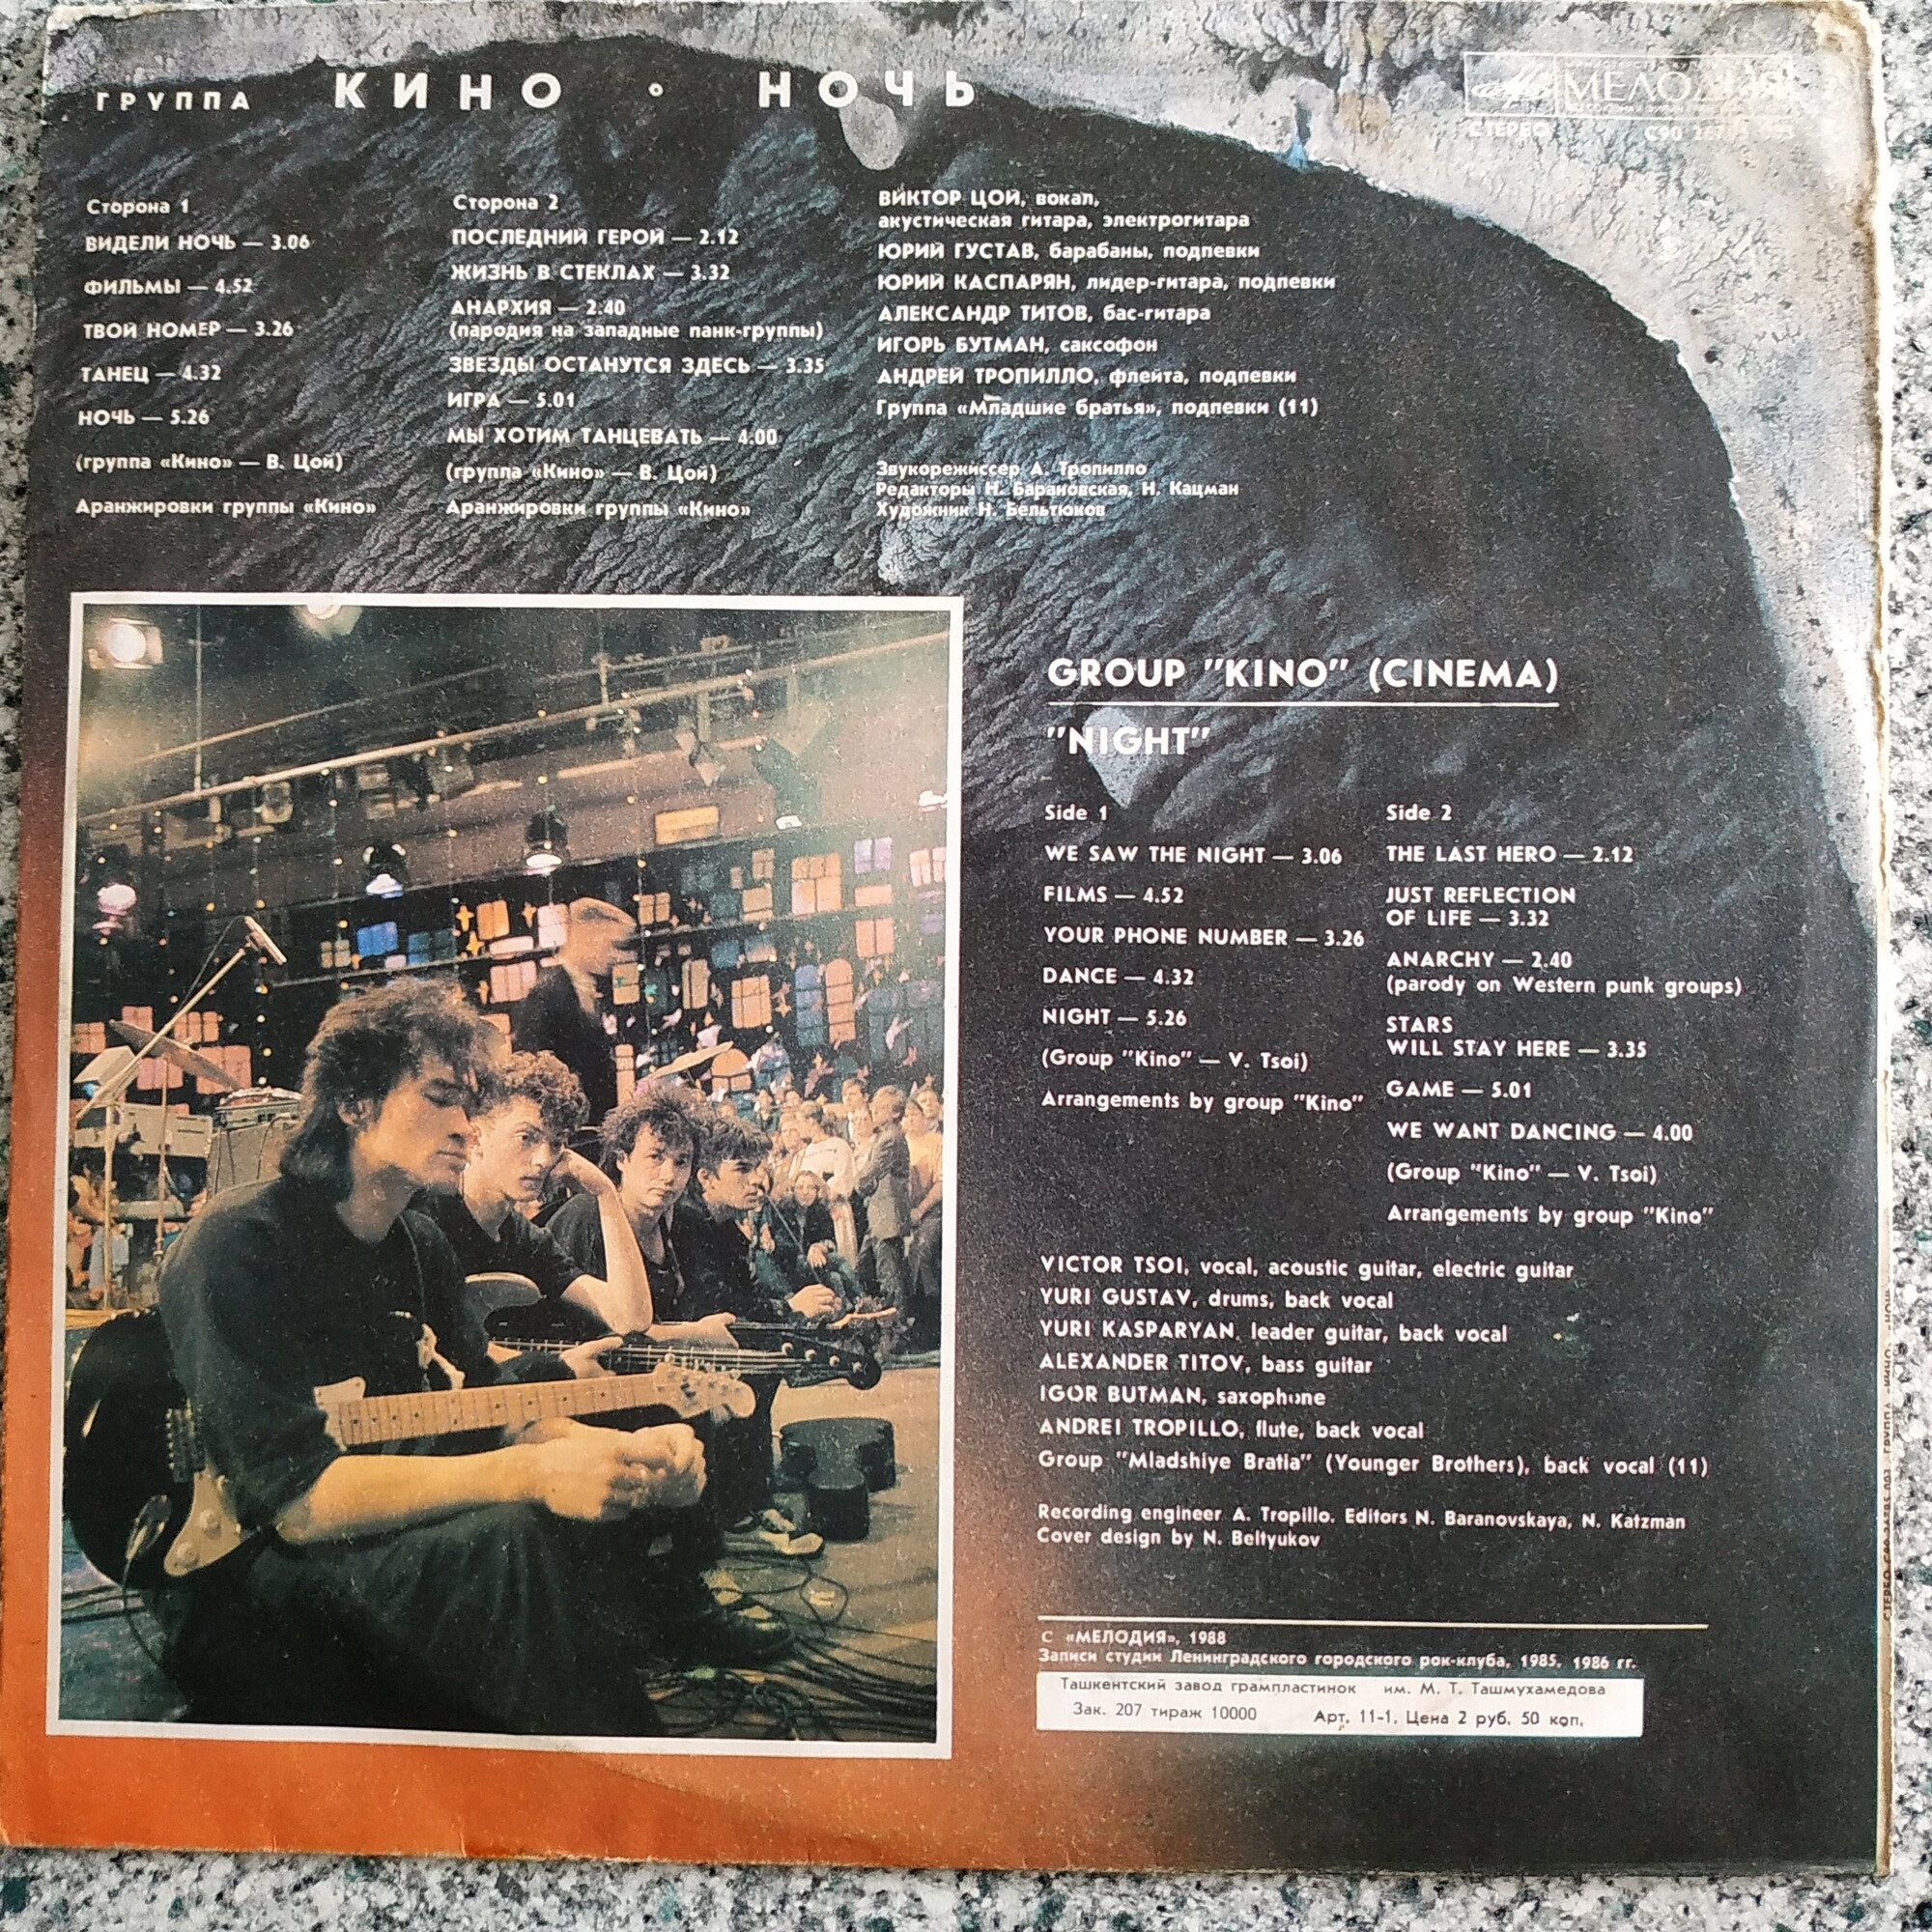 ГРУППА КИНО • НОЧЬ
МЕЛОДИЯ
СТЕРЕО
С90
Сторона 1
ВИДЕЛИ НОЧЬ — 3.06
ФИЛЬМЫ — 4.52
ТВОЙ НОМЕР — 3.26
ТАНЕЦ — 4.32
НОЧЬ — 5.26
(группа «Кино» — В. Цой)
Аранжировки группы «Кино»
Сторона 2
ПОСЛЕДНИЙ ГЕРОЙ — 2.12
ЖИЗНЬ В СТЕКЛАХ — 3.32
АНАРХИЯ — 2.40
(пародия на западные панк-группы)
ЗВЕЗДЫ ОСТАНУТСЯ ЗДЕСЬ — 3.35
ИГРА — 5.01
МЫ ХОТИМ ТАНЦЕВАТЬ — 4.00
(группа «Кино» — В. Цой)
Аранжировки группы «Кино»
ВИКТОР ЦОЙ, вокал,
акустическая гитара, электрогитара
ЮРИЙ ГУСТАВ, барабаны, подпевки
ЮРИЙ КАСПАРЯН, лидер-гитара, подпевки
АЛЕКСАНДР ТИТОВ, бас-гитара
ИГОРЬ БУТМАН, саксофон
АНДРЕЙ ТРОПИЛЛО, флейта, подпевки
Группа «Младшие братья», подпевки (11)
Звукорежиссер А. Тропилло
Редакторы Н. Барановская, Н. Кацман
Художник Н. Бельтюков
GROUP "KINO" (CINEMA)
"NIGHT"
Side 1
WE SAW THE NIGHT — 3.06
FILMS — 4.52
YOUR PHONE NUMBER — 3.26
DANCE — 4.32
NIGHT — 5.26
(Group "Kino" — V. Tsoi)
Arrangements by group "Kino"
Side 2
THE LAST HERO — 2.12
JUST REFLECTION
OF LIFE — 3.32
ANARCHY — 2.40
(parody on Western punk groups)
STARS
WILL STAY HERE — 3.35
GAME — 5.01
WE WANT DANCING — 4.00
(Group "Kino" — V. Tsoi)
Arrangements by group "Kino"
VICTOR TSOI, vocal, acoustic guitar, electric guitar
YURI GUSTAV, drums, back vocal
YURI KASPARYAN, leader guitar, back vocal
ALEXANDER TITOV, bass guitar
IGOR BUTMAN, saxophone
ANDREI TROPILLO, flute, back vocal
Group "Mladshiye Bratia" (Younger Brothers), back vocal (11)
Recording engineer A. Tropillo. Editors N. Baranovskaya, N. Katzman
Cover design by N. Beltyukov
С «МЕЛОДИЯ», 1988
Записи студии Ленинградского городского рок-клуба, 1985, 1986 гг.
Ташкентский завод грампластинок им. М. Т. Ташмухамедова
Зак. 207 тираж 10000 Арт. 11-1. Цена 2 руб. 50 коп.